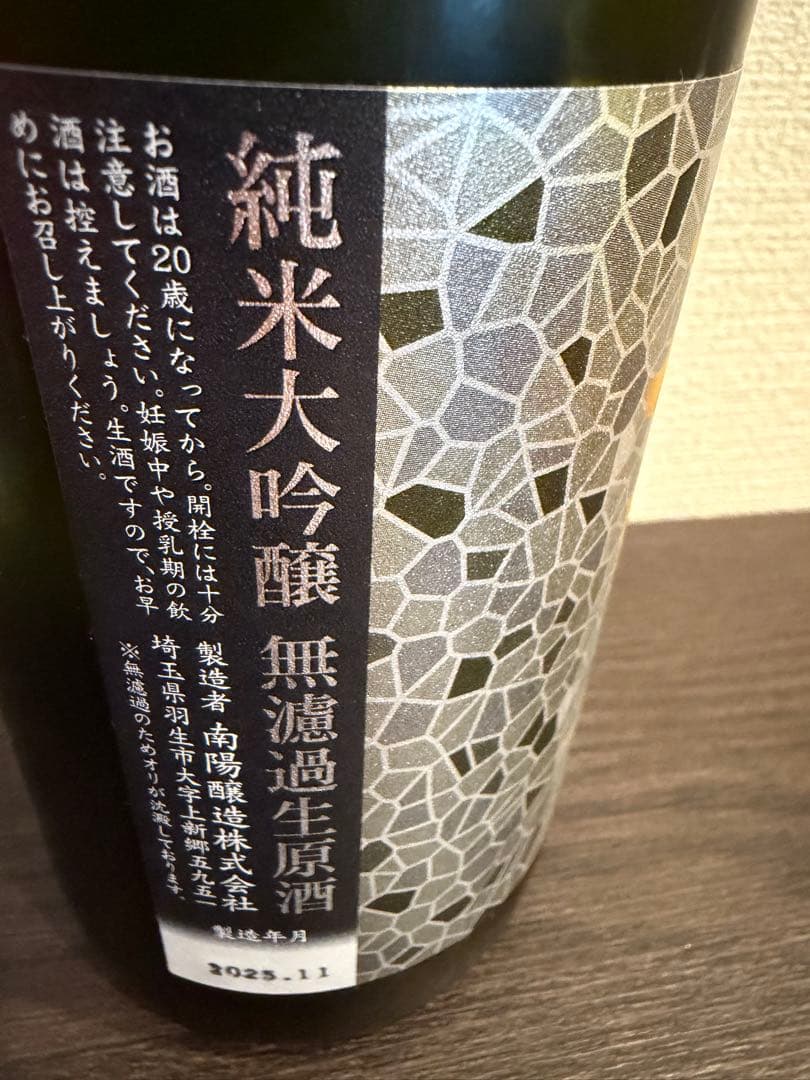 純米大吟醸 無濾過生原酒
お酒は20歳になってから。開栓には十分
注意してください。妊娠中や授乳期の飲
酒は控えましょう。生酒ですので、お早
めにお召し上がりください。
製造者 南陽醸造株式会社
埼玉県羽生市大字上新郷五九五一
※無濾過のためオリが沈澱しております。
製造年月
2025.11